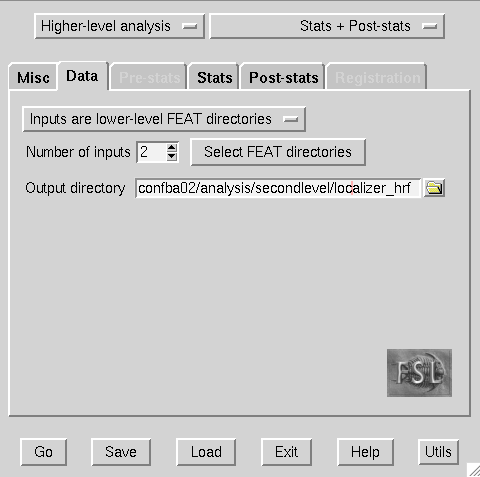 Higher-level analysis Stats + Post-stats
Misc Data Pre-stats Stats Post-stats Registration
Inputs are lower-level FEAT directories
Number of inputs 2 Select FEAT directories
Output directory confba02/analysis/secondlevel/localizer_hrf
FSL
Go Save Load Exit Help Utils